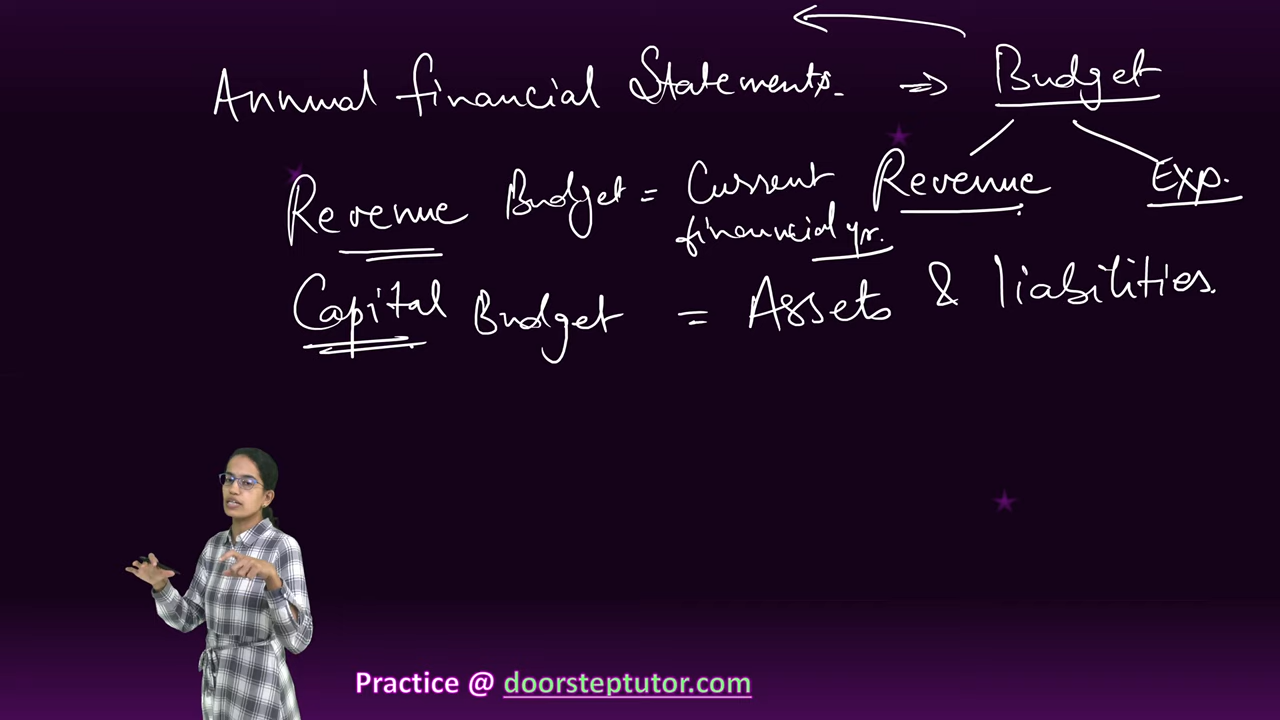 Annual financial Statements. ⇒ Budget
Revenue Exp.
Revenue Budget = Current financial yr.
Capital Budget = Assets & liabilities.
Practice @ doorsteptutor.com